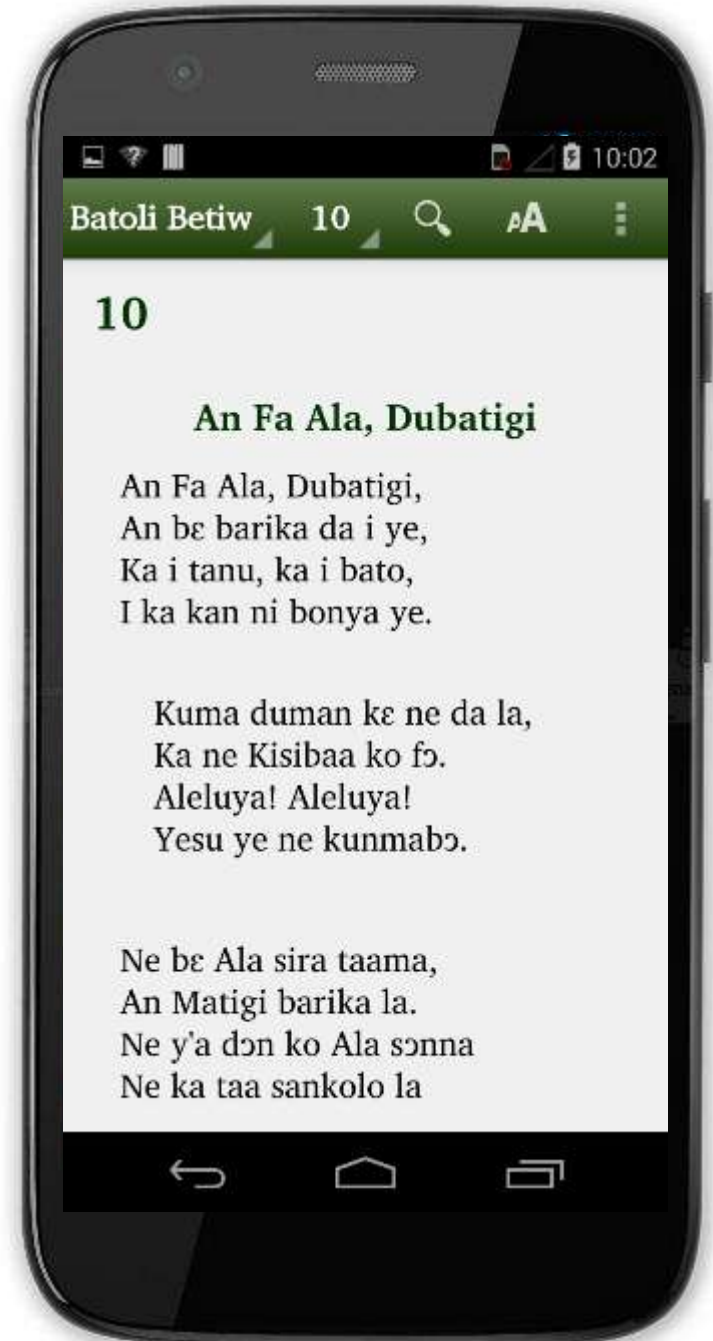 10:02
Batoli Betiw 10 AA
10
An Fa Ala, Dubatigi
An Fa Ala, Dubatigi,
An bɛ barika da i ye,
Ka i tanu, ka i bato,
I ka kan ni bonya ye.
Kuma duman kɛ ne da la,
Ka ne Kisibaa ko fɔ.
Aleluya! Aleluya!
Yesu ye ne kunmabɔ.
Ne bɛ Ala sira taama,
An Matigi barika la.
Ne y'a dɔn ko Ala sɔnna
Ne ka taa sankolo la